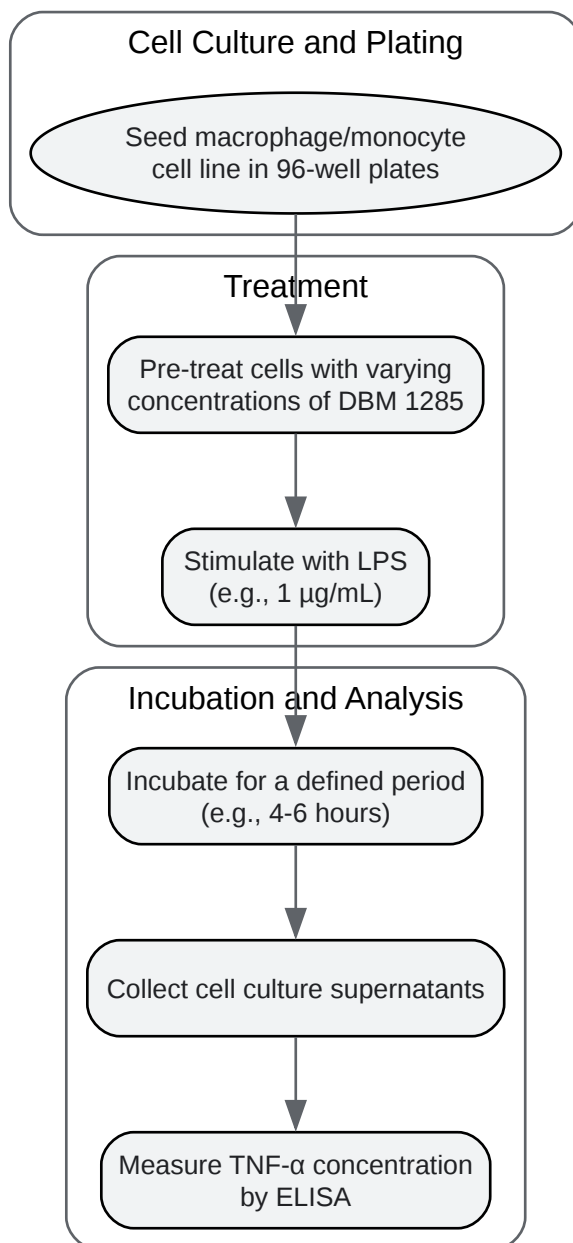 Cell Culture and Plating
Seed macrophage/monocyte
cell line in 96-well plates
Treatment
Pre-treat cells with varying
concentrations of DBM 1285
Stimulate with LPS
(e.g., 1 µg/mL)
Incubation and Analysis
Incubate for a defined period
(e.g., 4-6 hours)
Collect cell culture supernatants
Measure TNF-α concentration
by ELISA